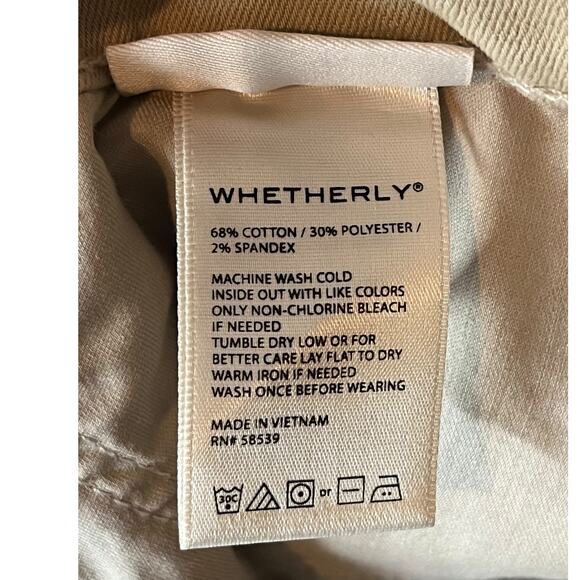 WHETHERLY®
68% COTTON / 30% POLYESTER /
2% SPANDEX
MACHINE WASH COLD
INSIDE OUT WITH LIKE COLORS
ONLY NON-CHLORINE BLEACH
IF NEEDED
TUMBLE DRY LOW OR FOR
BETTER CARE LAY FLAT TO DRY
WARM IRON IF NEEDED
WASH ONCE BEFORE WEARING
MADE IN VIETNAM
RN# 58539
30C or